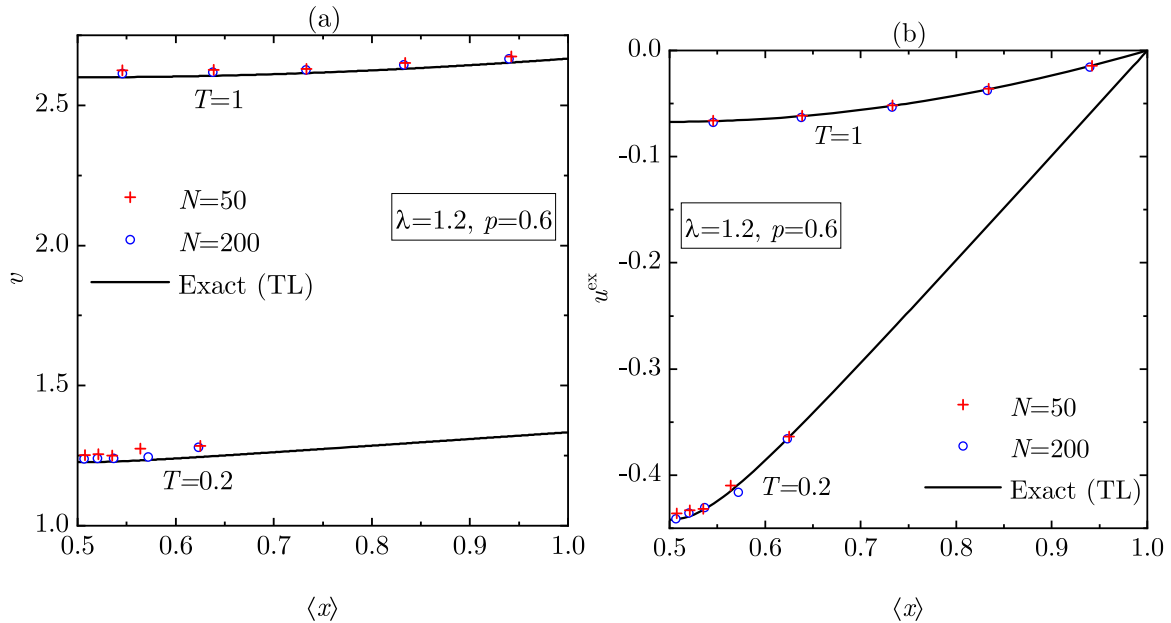 (a)
2.5
2.0
1.5
1.0
v
T=1
N=50
N=200
Exact (TL)
λ=1.2, p=0.6
T=0.2
0.5 0.6 0.7 0.8 0.9 1.0
⟨x⟩
(b)
0.0
-0.1
-0.2
-0.3
-0.4
u^ex
T=1
λ=1.2, p=0.6
N=50
N=200
Exact (TL)
T=0.2
0.5 0.6 0.7 0.8 0.9 1.0
⟨x⟩